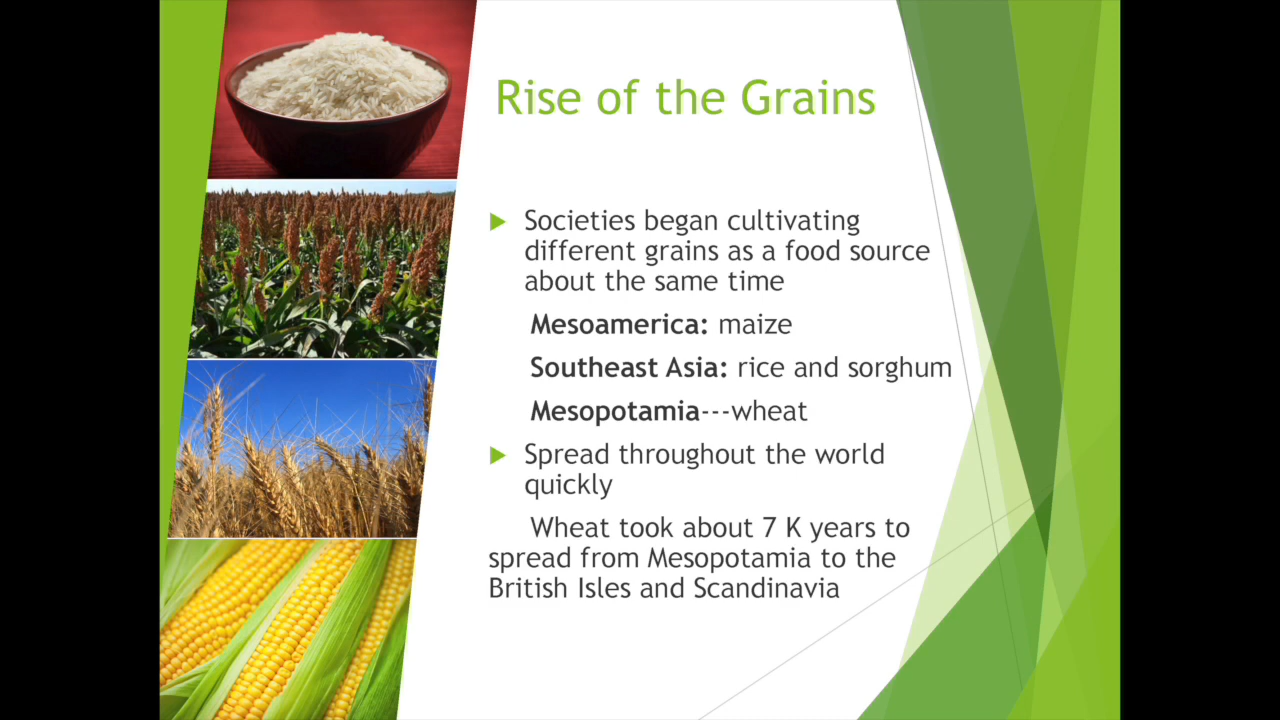 Rise of the Grains
Societies began cultivating
different grains as a food source
about the same time
Mesoamerica: maize
Southeast Asia: rice and sorghum
Mesopotamia---wheat
Spread throughout the world
quickly
Wheat took about 7 K years to
spread from Mesopotamia to the
British Isles and Scandinavia